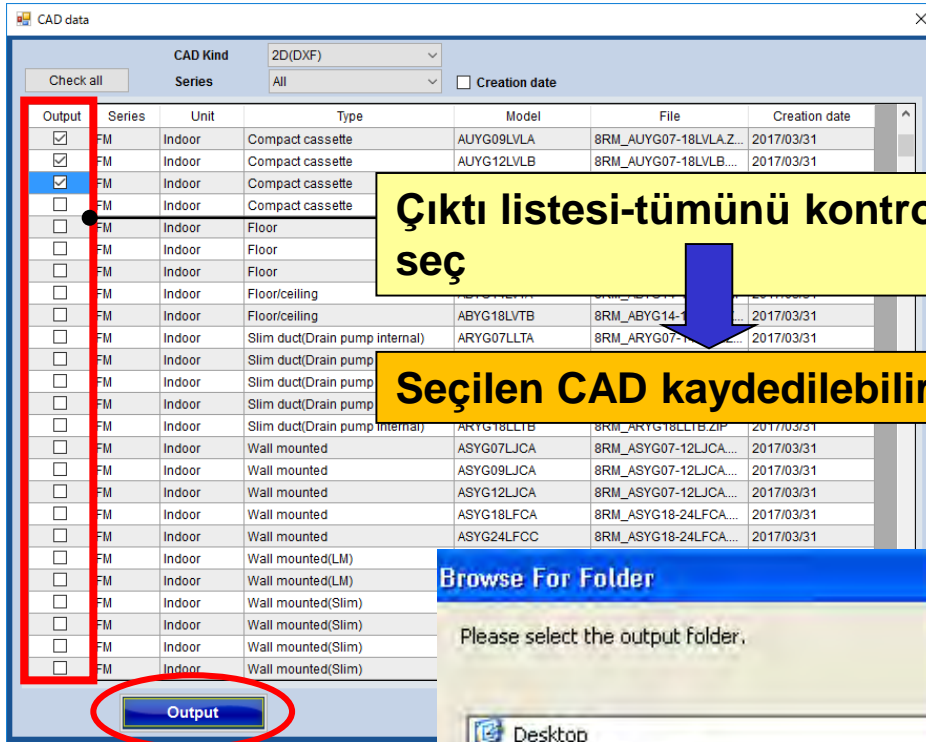 CAD data
CAD Kind 2D(DXF)
Check all Series All Creation date
Output Series Unit Type Model File Creation date
FM Indoor Compact cassette AUYG09LVLA 8RM_AUYG07-18LVLA.Z... 2017/03/31
FM Indoor Compact cassette AUYG12LVLB 8RM_AUYG07-18LVLB.... 2017/03/31
FM Indoor Compact cassette
FM Indoor Compact cassette
FM Indoor Floor
FM Indoor Floor
FM Indoor Floor
FM Indoor Floor/ceiling
FM Indoor Floor/ceiling ABYG18LVTB 2017/03/31
FM Indoor Slim duct(Drain pump internal) ARYG07LLTA 2017/03/31
FM Indoor Slim duct(Drain pump
FM Indoor Slim duct(Drain pump
FM Indoor Slim duct(Drain pump
FM Indoor Slim duct(Drain pump internal) ARYG18LLTB 8RM_ARYG18LLTB.ZIP 2017/03/31
FM Indoor Wall mounted ASYG07LJCA 8RM_ASYG07-12LJCA.... 2017/03/31
FM Indoor Wall mounted ASYG09LJCA 8RM_ASYG07-12LJCA.... 2017/03/31
FM Indoor Wall mounted ASYG12LJCA 8RM_ASYG07-12LJCA.... 2017/03/31
FM Indoor Wall mounted ASYG18LFCA 8RM_ASYG18-24LFCA.... 2017/03/31
FM Indoor Wall mounted ASYG24LFCC 8RM_ASYG18-24LFCA.... 2017/03/31
FM Indoor Wall mounted(LM)
FM Indoor Wall mounted(LM)
FM Indoor Wall mounted(Slim)
FM Indoor Wall mounted(Slim)
FM Indoor Wall mounted(Slim)
FM Indoor Wall mounted(Slim)
Output
Çıktı listesi-tümünü kontro
seç
Seçilen CAD kaydedilebilir
Browse For Folder
Please select the output folder.
Desktop